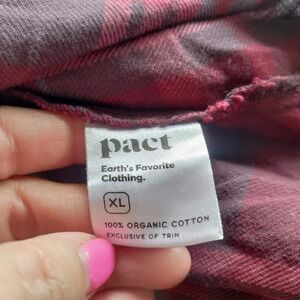 pact
Earth's Favorite
Clothing.
XL
100% ORGANIC COTTON
EXCLUSIVE OF TRIM